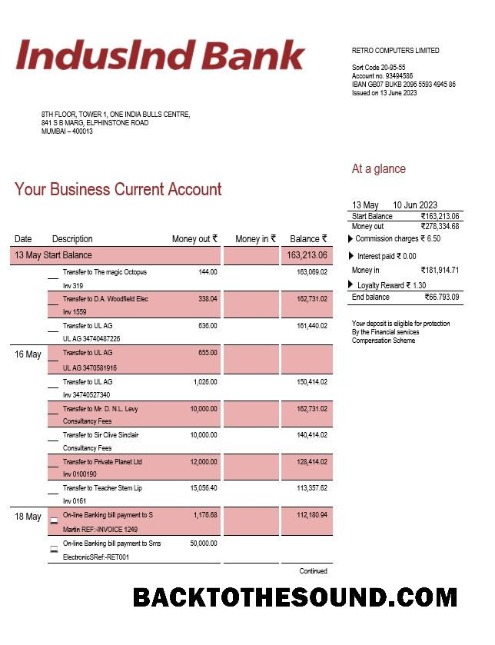 IndusInd Bank
RETRO COMPUTERS LIMITED
Sort Code 20-95-55
Account no. 93494586
IBAN GB07 BUKB 2096 5593 4945 86
Issued on 13 June 2023
8TH FLOOR, TOWER 1, ONE INDIA BULLS CENTRE,
841 S B MARG, ELPHINSTONE ROAD
MUMBAI – 400013
At a glance
Your Business Current Account
13 May 10 Jun 2023
Start Balance ₹163,213.06
Money out ₹278,334.68
Commission charges ₹ 6.50
Interest paid ₹ 0.00
Money in ₹181,914.71
Loyalty Reward ₹ 1.30
End balance ₹66.793.09
Your deposit is eligible for protection
By the Financial services
Compensation Scheme
Date Description Money out ₹ Money in ₹ Balance ₹
13 May Start Balance 163,213.06
Transfer to The magic Octopus 144.00 163,069.02
Inv 319
Transfer to D.A. Woodfield Elec 338.04 162,731.02
Inv 1559
Transfer to UL AG 636.00 161,440.02
UL AG 34740487226
16 May Transfer to UL AG 655.00
UL AG 3470581916
Transfer to UL AG 1,026.00 150,414.02
Inv 34740527340
Transfer to Mr. D. N.L. Levy 10,000.00 162,731.02
Consultancy Fees
Transfer to Sir Clive Sinclair 10,000.00 140,414.02
Consultancy Fees
Transfer to Private Planet Ltd 12,000.00 128,414.02
Inv 0100190
Transfer to Teacher Stem Lip 15,056.40 113,357.62
Inv 0161
18 May On-line Banking bill payment to S 1,176.68 112,180.94
Martin REF:-INVOICE 1249
On-line Banking bill payment to Sms 50,000.00
ElectronicSRef:-RET001
Continued
BACKTOTHESOUND.COM